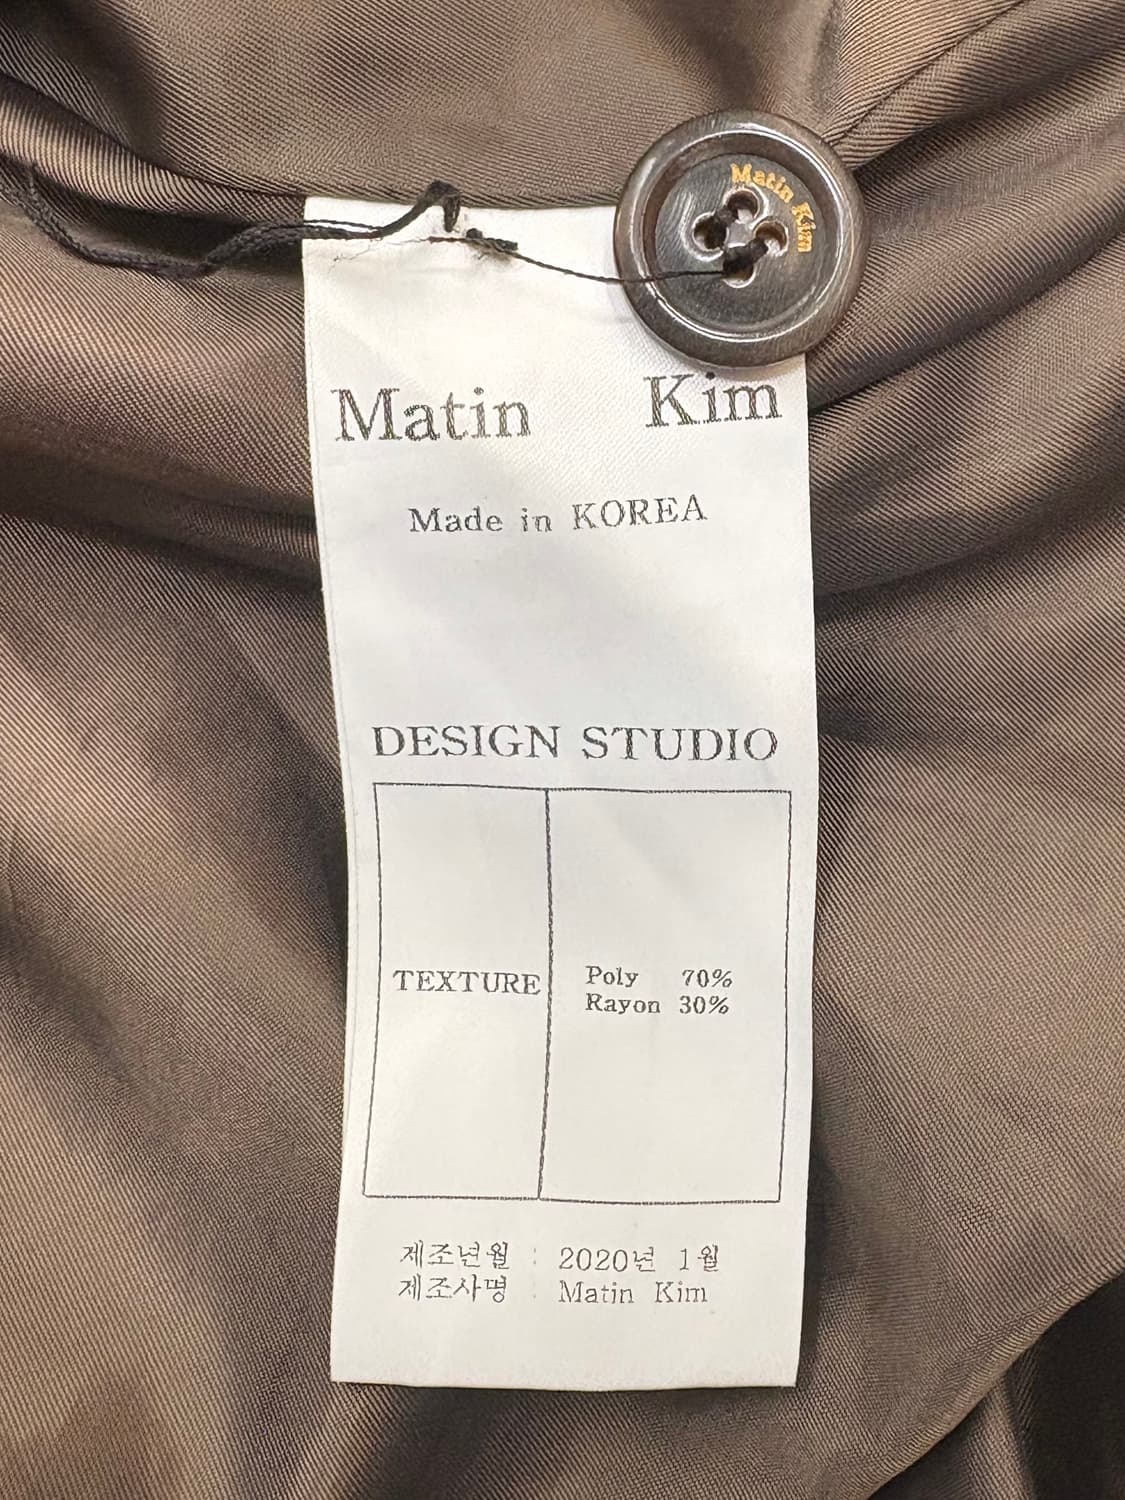 Matin Kim
Matin Kim
Made in KOREA
DESIGN STUDIO
TEXTURE
Poly 70%
Rayon 30%
제조년월 : 2020년 1월
제조사명 : Matin Kim